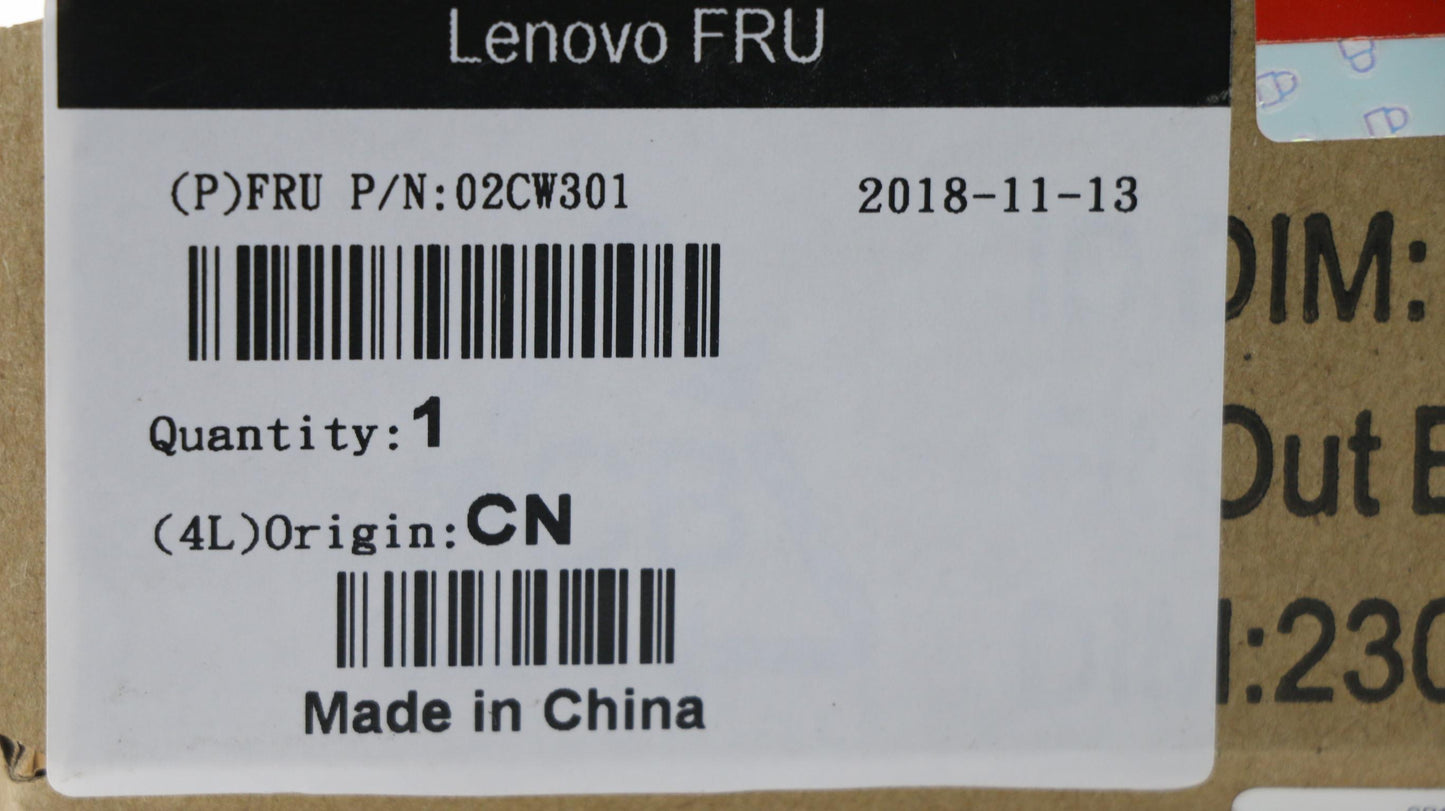 Lenovo FRU
(P)FRU P/N:02CW301 2018-11-13
DIM:
Quantity:1
Out
(4L)Origin:CN
:230
Made in China